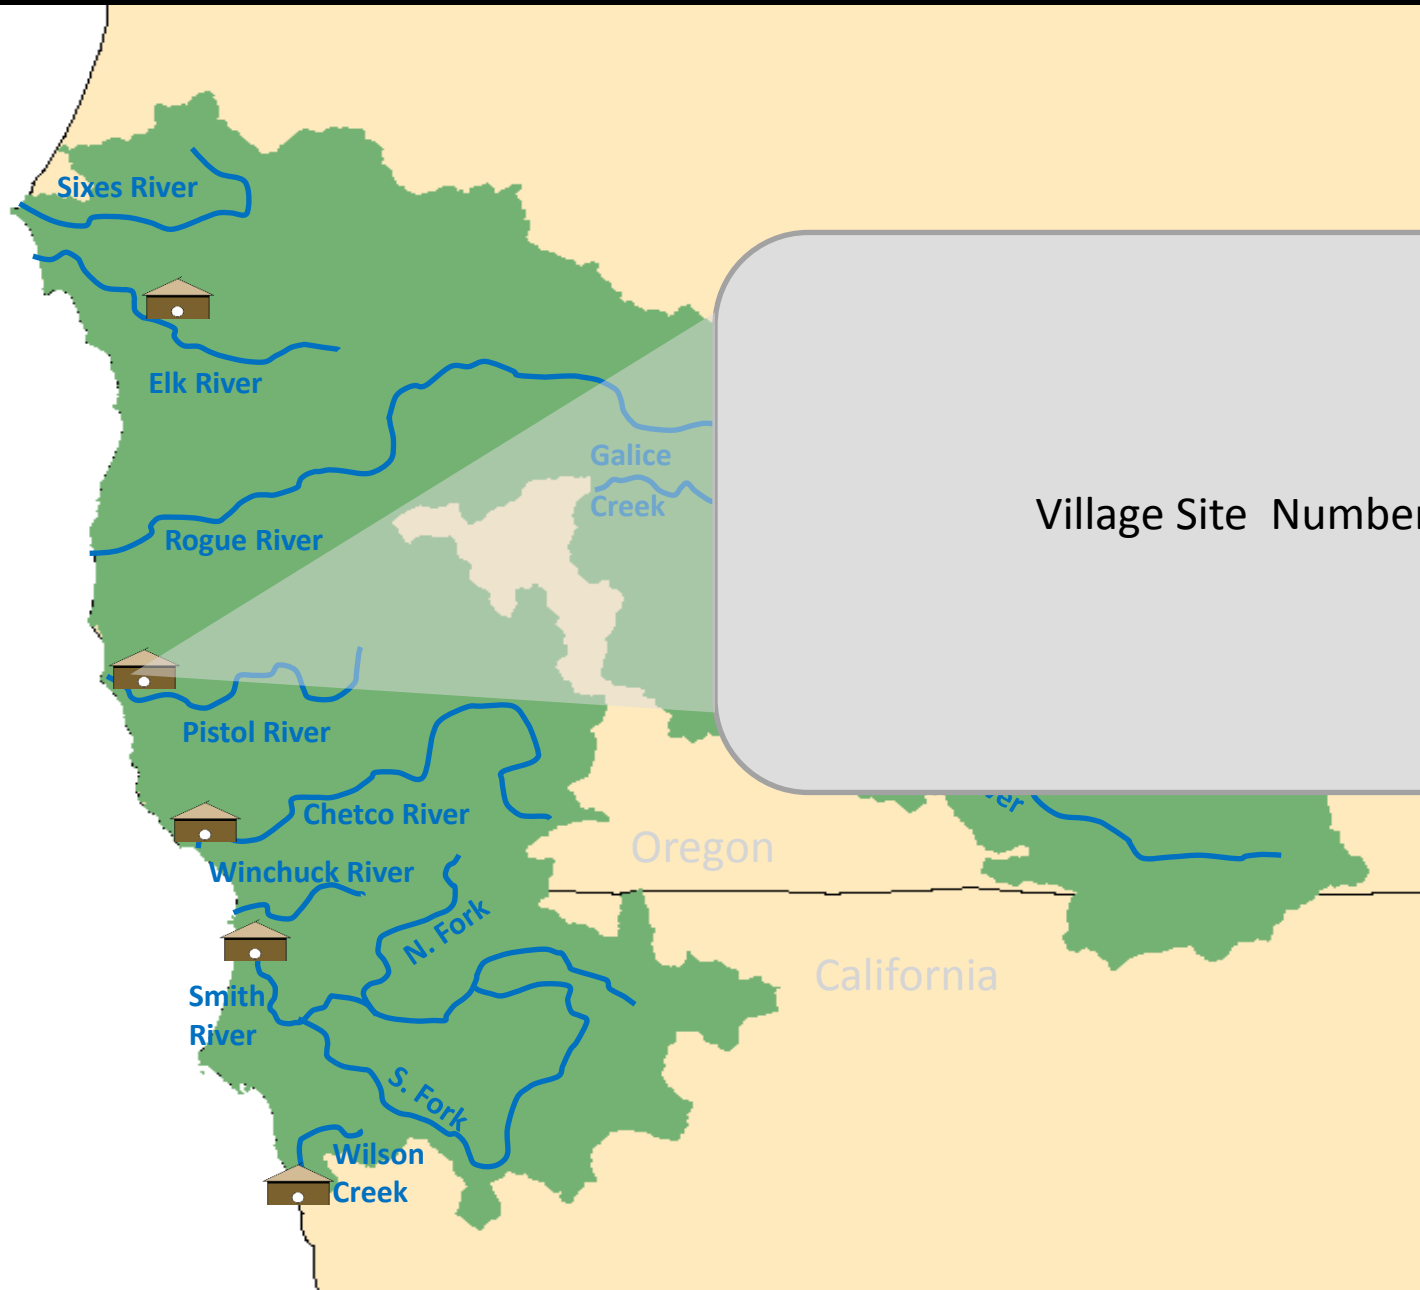 Sixes River
Elk River
Galice
Creek
Village Site  Number
Rogue River
Pistol River
Chetco River
Oregon
Winchuck River
N. Fork
California
Smith
River
S. Fork
Wilson
Creek